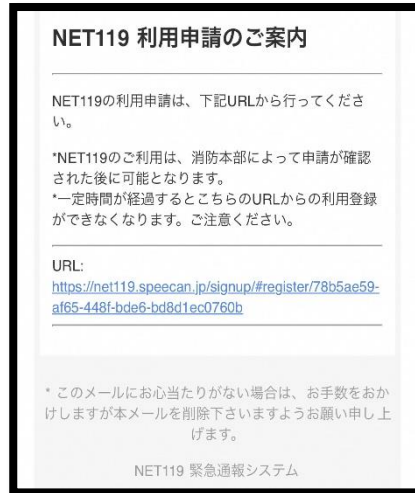 NET119 利用申請のご案内
NET119の利用申請は、下記URLから行ってくださ
い。
*NET119のご利用は、消防本部によって申請が確認
された後に可能となります。
*一定時間が経過するとこちらのURLからの利用登録
ができなくなります。ご注意ください。
URL:
https://net119.speecan.jp/signup/#register/78b5ae59-
af65-448f-bde6-bd8d1ec0760b
* このメールにお心当たりがない場合は、お手数をおか
けしますが本メールを削除下さいますようお願い申し上
げます。
NET119 緊急通報システム